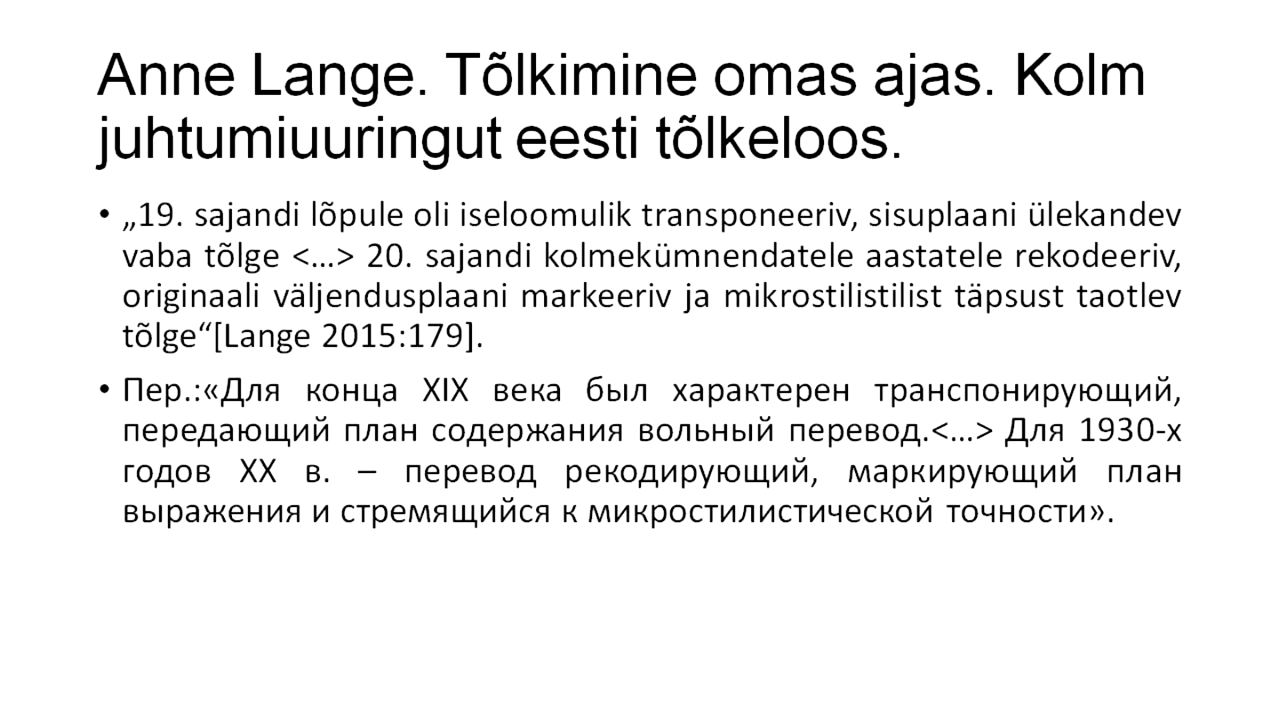 Anne Lange. Tõlkimine omas ajas. Kolm
juhtumiuuringut eesti tõlkeloos.
• „19. sajandi lõpule oli iseloomulik transponeeriv, sisuplaani ülekandev
vaba tõlge <…> 20. sajandi kolmekümnendatele aastatele rekodeeriv,
originaali väljendusplaani markeeriv ja mikrostilistilist täpsust taotlev
tõlge“[Lange 2015:179].
• Пер.:«Для конца XIX века был характерен транспонирующий,
передающий план содержания вольный перевод.<…> Для 1930-х
годов XX в. – перевод рекодирующий, маркирующий план
выражения и стремящийся к микростилистической точности».